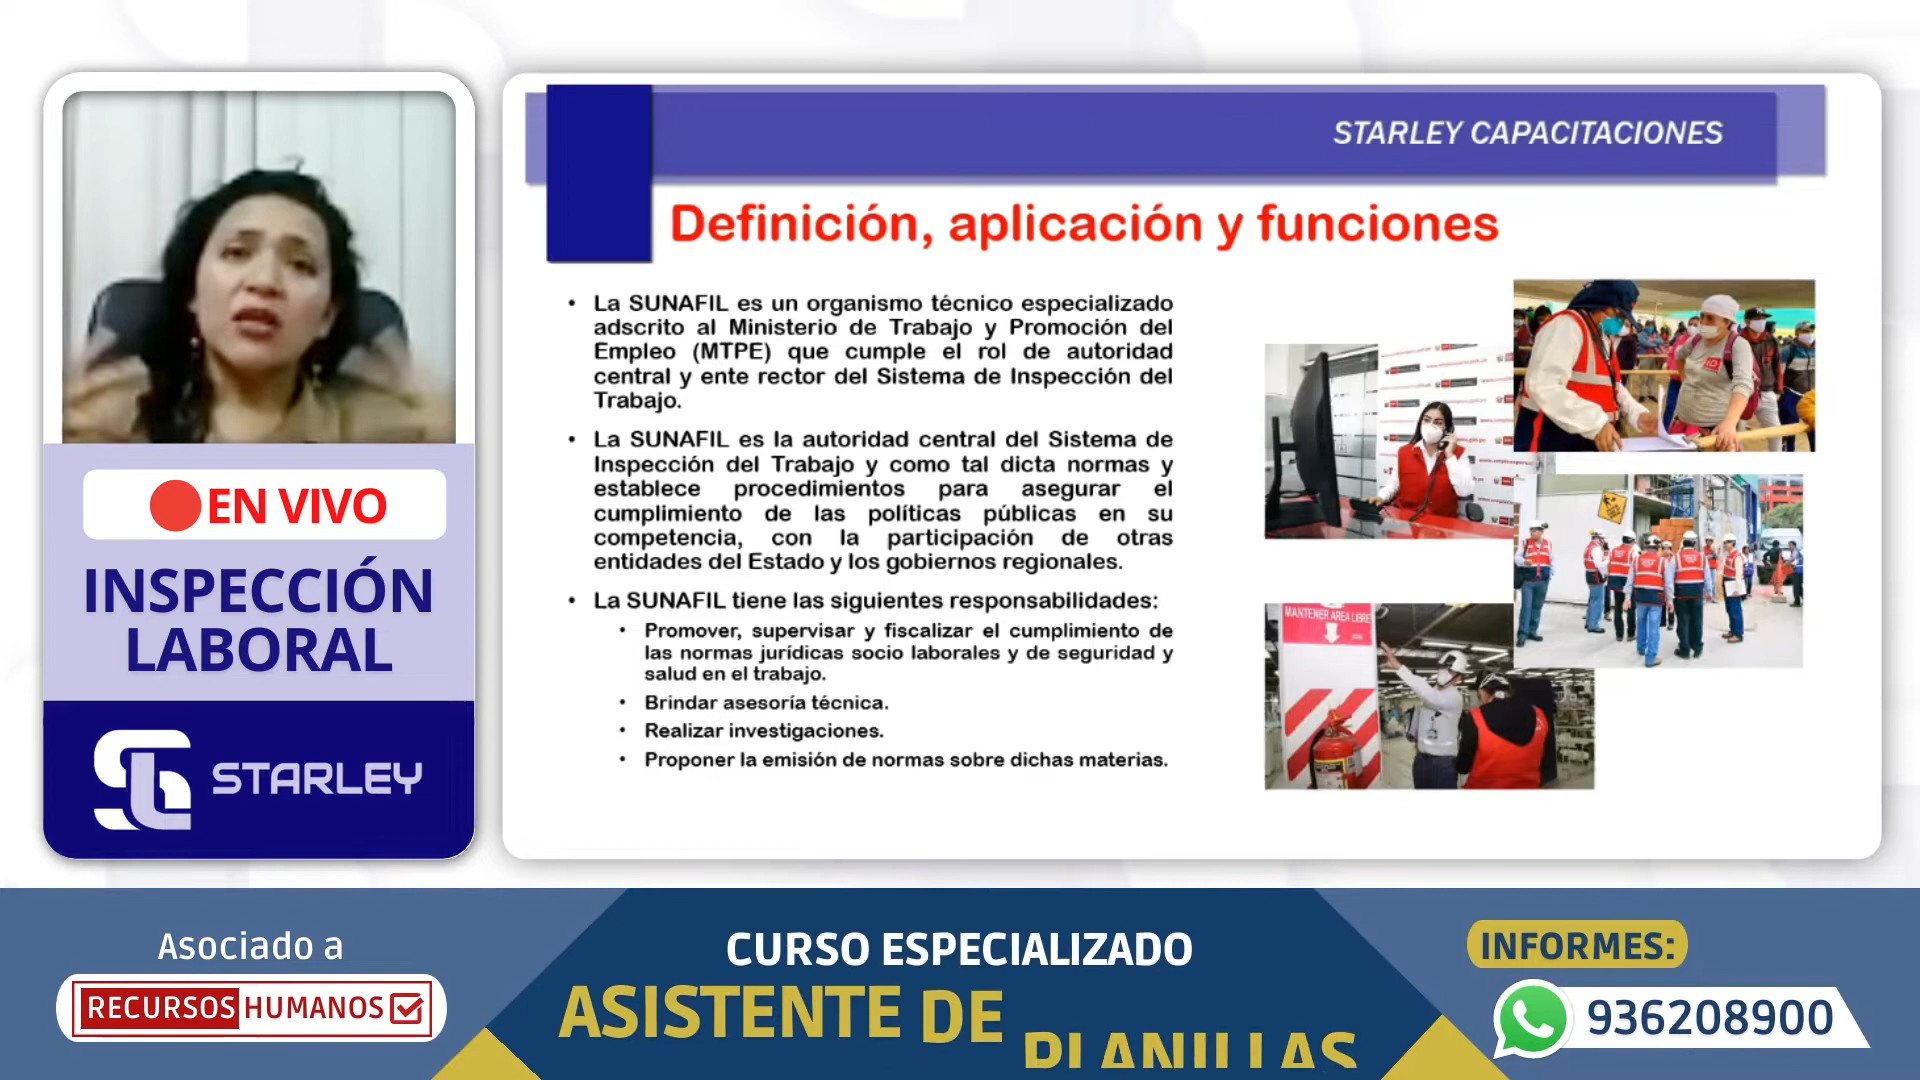 STARLEY CAPACITACIONES
Definición, aplicación y funciones
• La SUNAFIL es un organismo técnico especializado
adscrito al Ministerio de Trabajo y Promoción del
Empleo (MTPE) que cumple el rol de autoridad
central y ente rector del Sistema de Inspección del
Trabajo.
• La SUNAFIL es la autoridad central del Sistema de
Inspección del Trabajo y como tal dicta normas y
establece procedimientos para asegurar el
cumplimiento de las políticas públicas en su
competencia, con la participación de otras
entidades del Estado y los gobiernos regionales.
• La SUNAFIL tiene las siguientes responsabilidades:
• Promover, supervisar y fiscalizar el cumplimiento de
las normas jurídicas socio laborales y de seguridad y
salud en el trabajo.
• Brindar asesoría técnica.
• Realizar investigaciones.
• Proponer la emisión de normas sobre dichas materias.
MANTENER AREA LIBRE
EN VIVO
INSPECCIÓN
LABORAL
STARLEY
Asociado a
RECURSOS HUMANOS
CURSO ESPECIALIZADO
ASISTENTE DE
PLANILLAS
INFORMES:
936208900